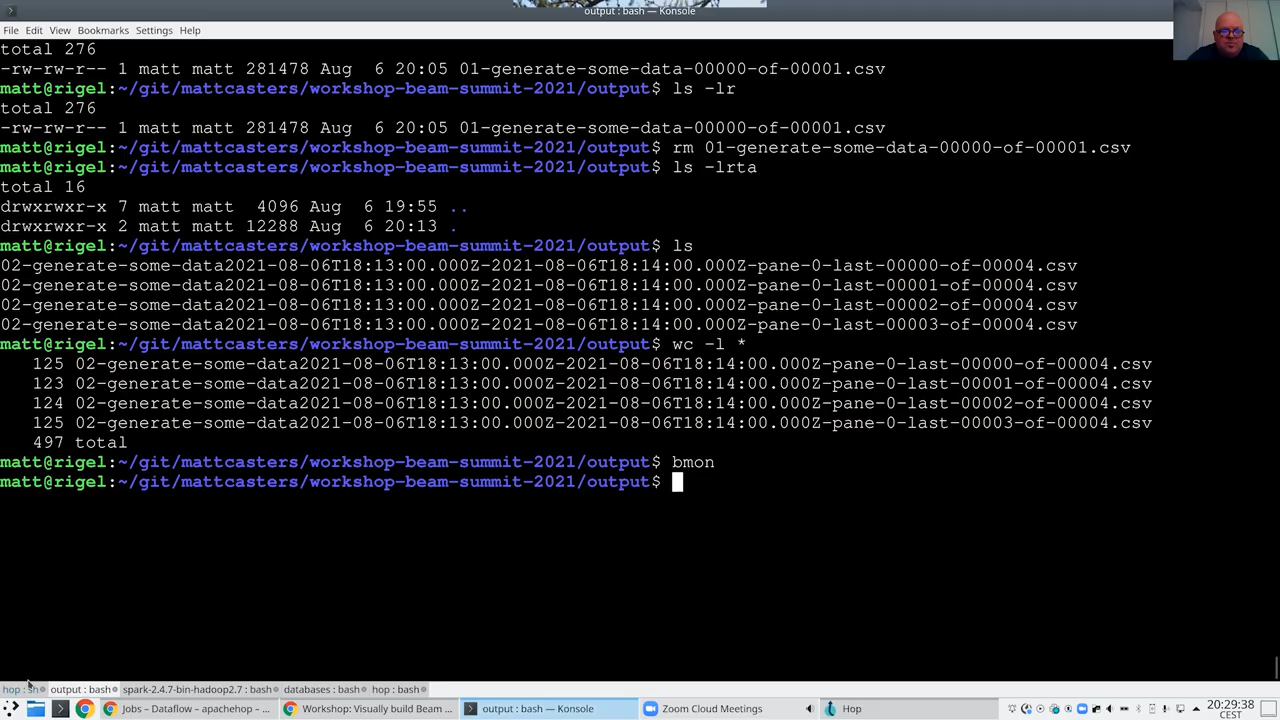 output : bash — Konsole
File Edit View Bookmarks Settings Help
total 276
-rw-rw-r-- 1 matt matt 281478 Aug  6 20:05 01-generate-some-data-00000-of-00001.csv
matt@rigel:~/git/mattcasters/workshop-beam-summit-2021/output$ ls -lr
total 276
-rw-rw-r-- 1 matt matt 281478 Aug  6 20:05 01-generate-some-data-00000-of-00001.csv
matt@rigel:~/git/mattcasters/workshop-beam-summit-2021/output$ rm 01-generate-some-data-00000-of-00001.csv
matt@rigel:~/git/mattcasters/workshop-beam-summit-2021/output$ ls -lrta
total 16
drwxrwxr-x 7 matt matt  4096 Aug  6 19:55 ..
drwxrwxr-x 2 matt matt 12288 Aug  6 20:13 .
matt@rigel:~/git/mattcasters/workshop-beam-summit-2021/output$ ls
02-generate-some-data2021-08-06T18:13:00.000Z-2021-08-06T18:14:00.000Z-pane-0-last-00000-of-00004.csv
02-generate-some-data2021-08-06T18:13:00.000Z-2021-08-06T18:14:00.000Z-pane-0-last-00001-of-00004.csv
02-generate-some-data2021-08-06T18:13:00.000Z-2021-08-06T18:14:00.000Z-pane-0-last-00002-of-00004.csv
02-generate-some-data2021-08-06T18:13:00.000Z-2021-08-06T18:14:00.000Z-pane-0-last-00003-of-00004.csv
matt@rigel:~/git/mattcasters/workshop-beam-summit-2021/output$ wc -l *
125 02-generate-some-data2021-08-06T18:13:00.000Z-2021-08-06T18:14:00.000Z-pane-0-last-00000-of-00004.csv
123 02-generate-some-data2021-08-06T18:13:00.000Z-2021-08-06T18:14:00.000Z-pane-0-last-00001-of-00004.csv
124 02-generate-some-data2021-08-06T18:13:00.000Z-2021-08-06T18:14:00.000Z-pane-0-last-00002-of-00004.csv
125 02-generate-some-data2021-08-06T18:13:00.000Z-2021-08-06T18:14:00.000Z-pane-0-last-00003-of-00004.csv
497 total
matt@rigel:~/git/mattcasters/workshop-beam-summit-2021/output$ bmon
matt@rigel:~/git/mattcasters/workshop-beam-summit-2021/output$
hop : sh output : bash spark-2.4.7-bin-hadoop2.7 : bash databases : bash hop : bash
Jobs – Dataflow – apachehop – ... Workshop: Visually build Beam ... output : bash — Konsole Zoom Cloud Meetings Hop 20:29:38
CEST